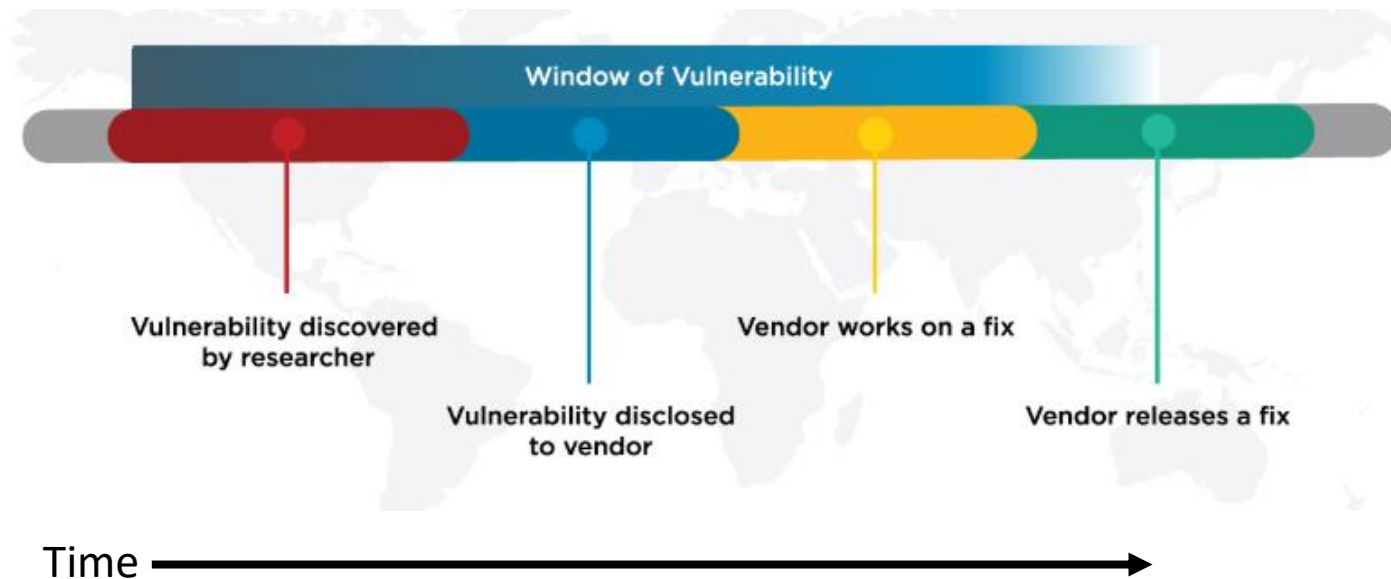 Window of Vulnerability
Vulnerability discovered
by researcher
Vulnerability disclosed
to vendor
Vendor works on a fix
Vendor releases a fix
Time